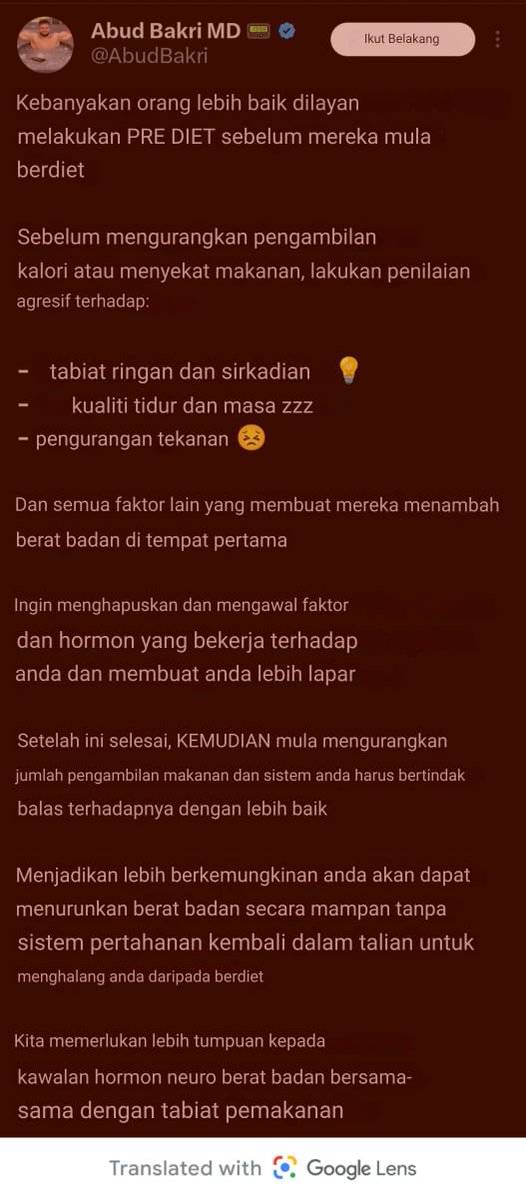 Abud Bakri MD
@AbudBakri
Ikut Belakang
Kebanyakan orang lebih baik dilayan
melakukan PRE DIET sebelum mereka mula
berdiet
Sebelum mengurangkan pengambilan
kalori atau menyekat makanan, lakukan penilaian
agresif terhadap:
- tabiat ringan dan sirkadian 💡
- kualiti tidur dan masa zzz
- pengurangan tekanan 😣
Dan semua faktor lain yang membuat mereka menambah
berat badan di tempat pertama
Ingin menghapuskan dan mengawal faktor
dan hormon yang bekerja terhadap
anda dan membuat anda lebih lapar
Setelah ini selesai, KEMUDIAN mula mengurangkan
jumlah pengambilan makanan dan sistem anda harus bertindak
balas terhadapnya dengan lebih baik
Menjadikan lebih berkemungkinan anda akan dapat
menurunkan berat badan secara mampan tanpa
sistem pertahanan kembali dalam talian untuk
menghalang anda daripada berdiet
Kita memerlukan lebih tumpuan kepada
kawalan hormon neuro berat badan bersama-
sama dengan tabiat pemakanan
Translated with Google Lens